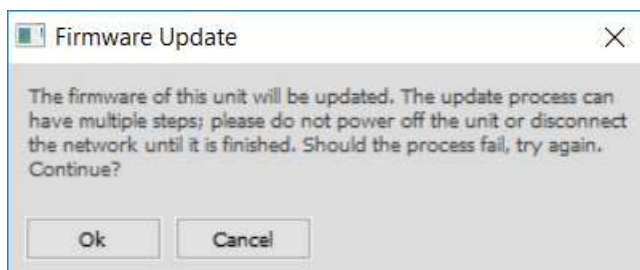 Firmware Update
The firmware of this unit will be updated. The update process can
have multiple steps; please do not power off the unit or disconnect
the network until it is finished. Should the process fail, try again.
Continue?
Ok Cancel